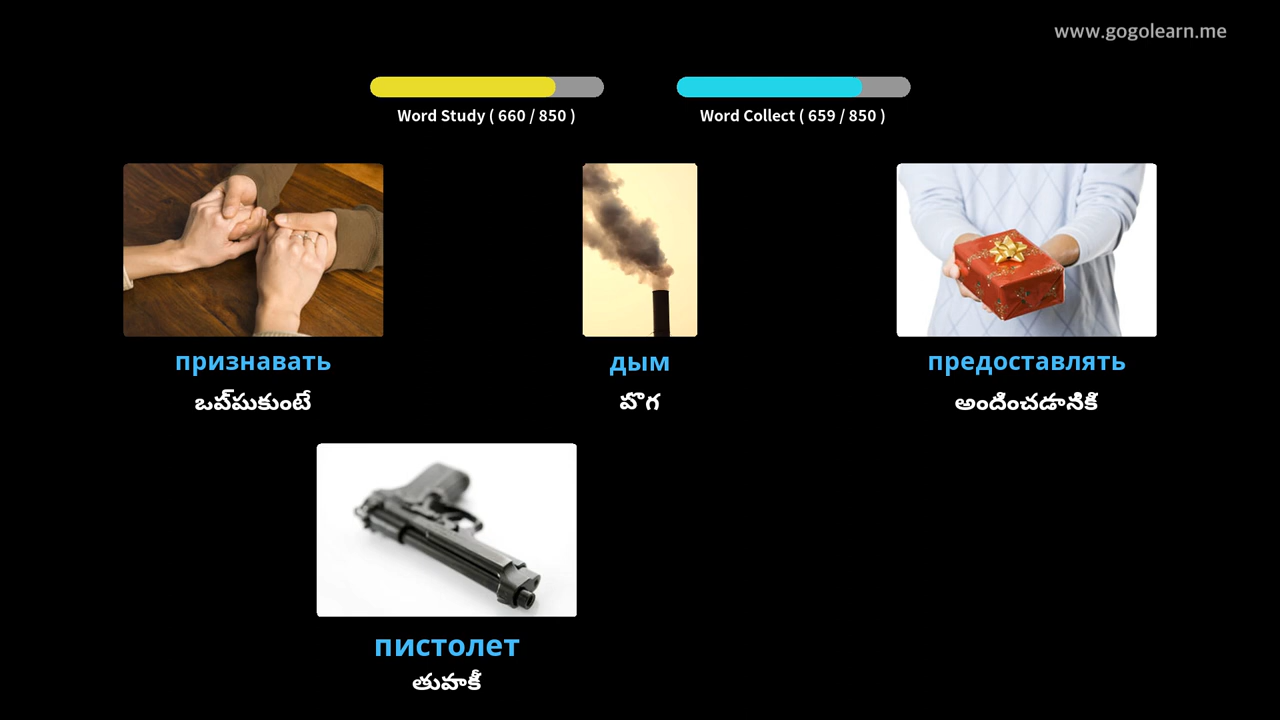 www.gogolearn.me
Word Study ( 660 / 850 )
Word Collect ( 659 / 850 )
признавать
дым
предоставлять
ఒప్పుకుంటే
పొగ
అందించడానికి
пистолет
తుపాకీ